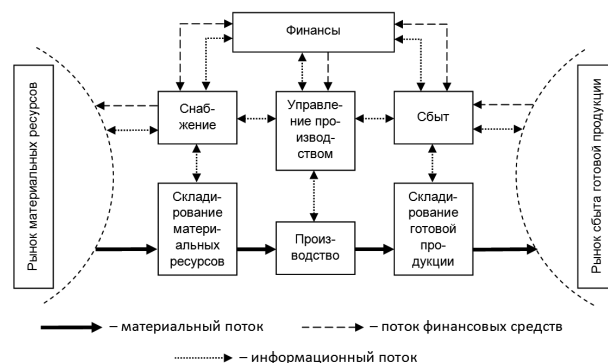 Финансы
Рынок материальных ресурсов
Снаб-
жение
Управле-
ние про-
извод-
ством
Сбыт
Рынок сбыта готовой продукции
Склади-
рование
матери-
альных
ресурсов
Произ-
водство
Склади-
рование
готовой
про-
дукции
– материальный поток
– поток финансовых средств
– информационный поток